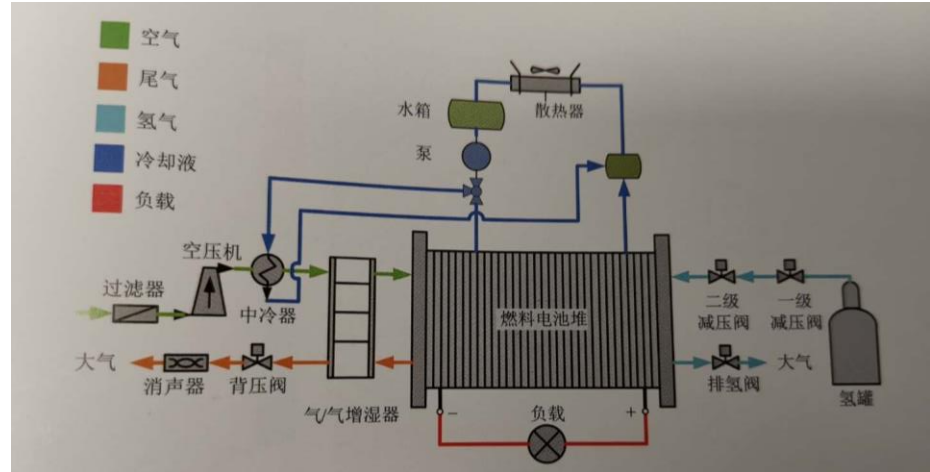 空气
尾气
氢气
冷却液
负载
水箱
散热器
泵
空压机
过滤器
中冷器
燃料电池堆
二级
减压阀
一级
减压阀
大气
消声器
背压阀
气/气增湿器
－
负载
+
排氢阀
大气
氢罐